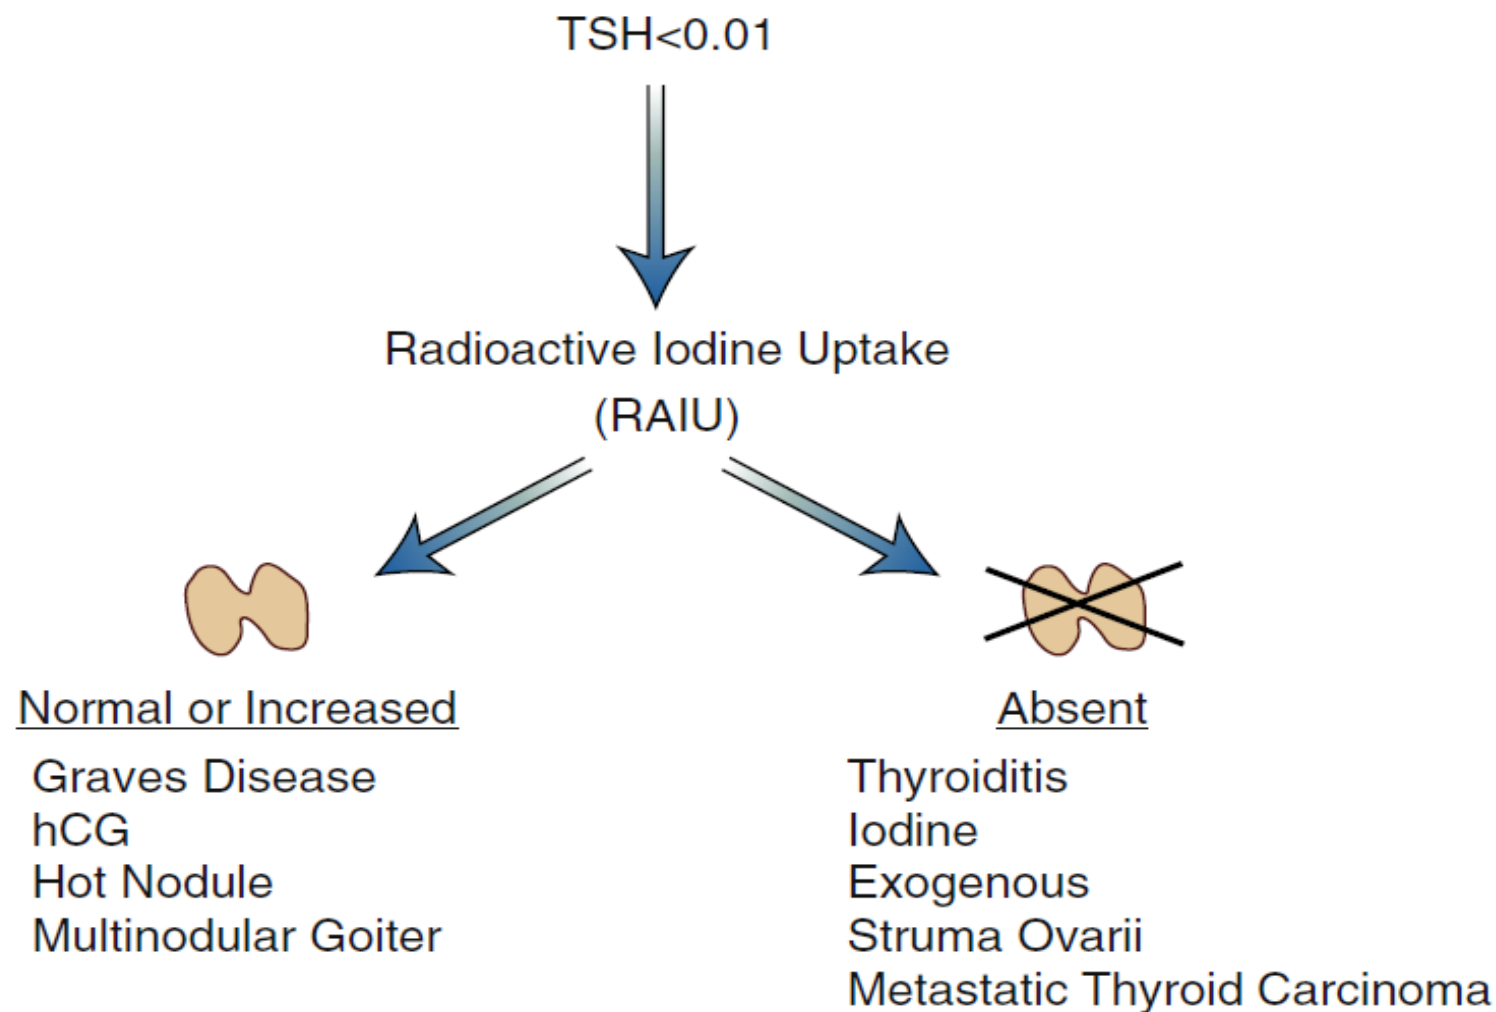 TSH<0.01
Radioactive Iodine Uptake
(RAIU)
Normal or Increased
Graves Disease
hCG
Hot Nodule
Multinodular Goiter
Absent
Thyroiditis
Iodine
Exogenous
Struma Ovarii
Metastatic Thyroid Carcinoma